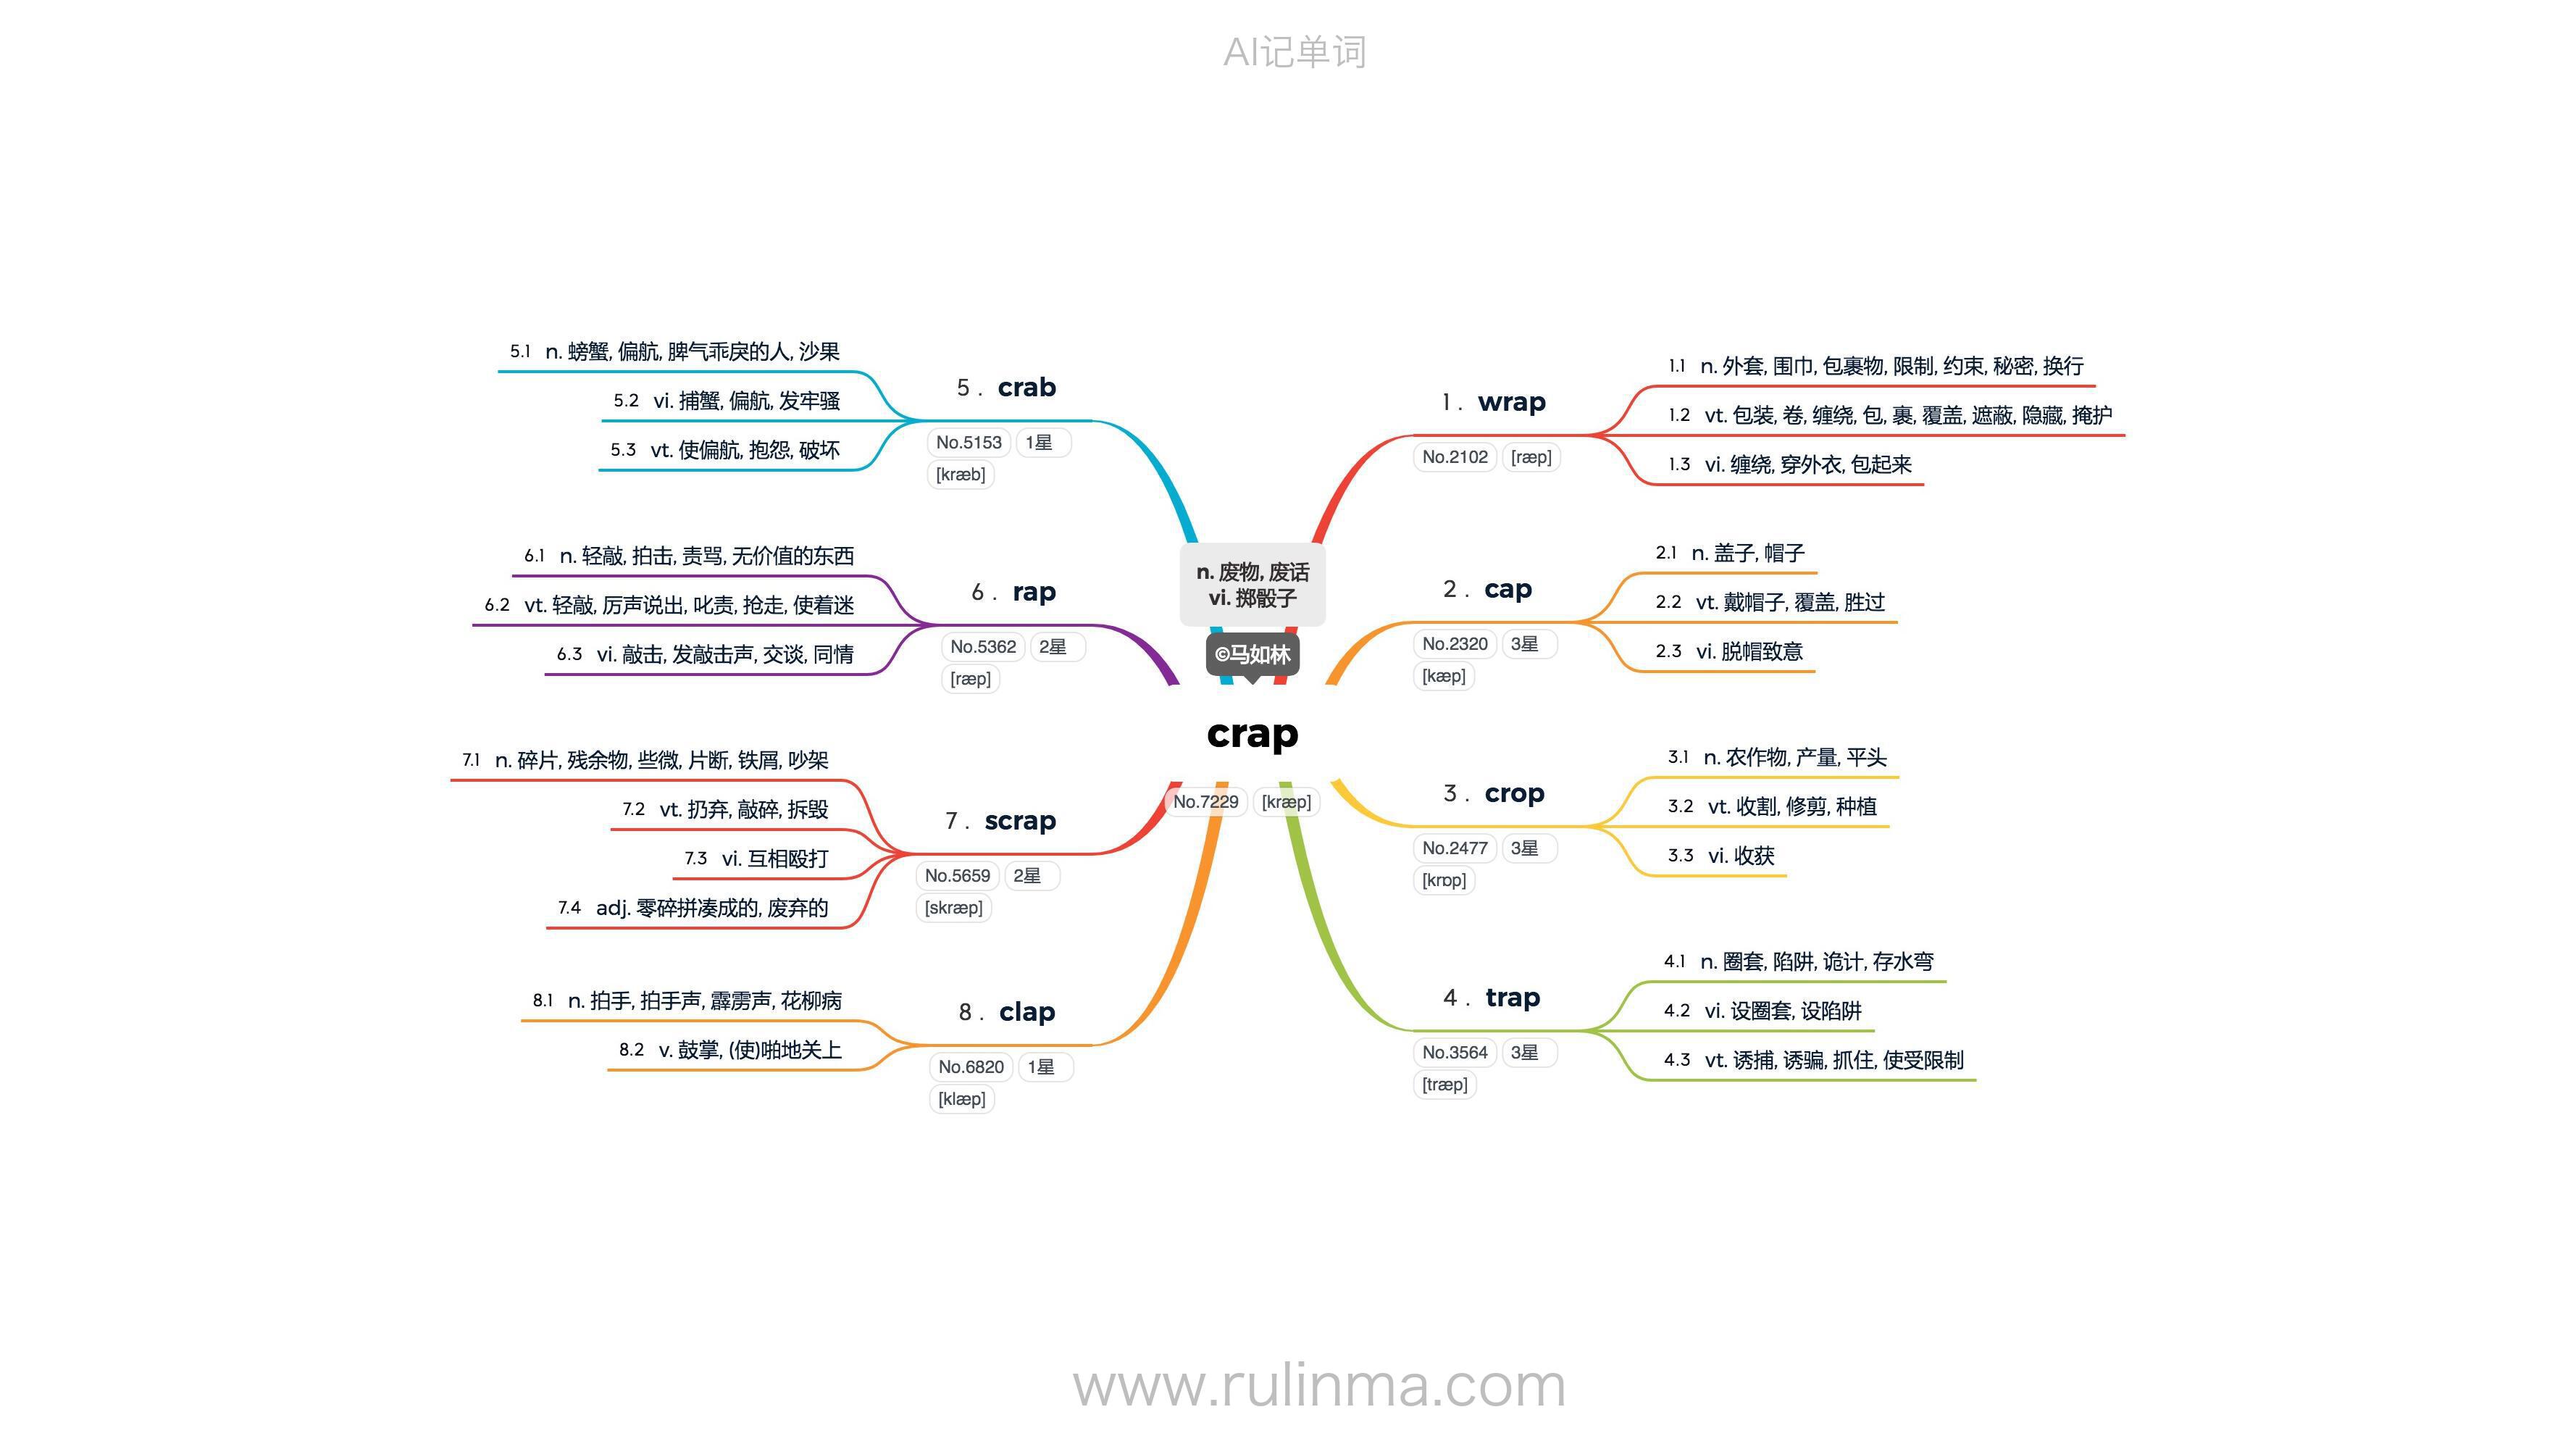 AI记单词
n. 废物, 废话
vi. 掷骰子
©马如林
crap
No.7229 [kræp]
1. wrap
No.2102 [ræp]
1.1 n. 外套, 围巾, 包裹物, 限制, 约束, 秘密, 换行
1.2 vt. 包装, 卷, 缠绕, 包, 裹, 覆盖, 遮蔽, 隐藏, 掩护
1.3 vi. 缠绕, 穿外衣, 包起来
2. cap
No.2320 3星
[kæp]
2.1 n. 盖子, 帽子
2.2 vt. 戴帽子, 覆盖, 胜过
2.3 vi. 脱帽致意
3. crop
No.2477 3星
[krɒp]
3.1 n. 农作物, 产量, 平头
3.2 vt. 收割, 修剪, 种植
3.3 vi. 收获
4. trap
No.3564 3星
[træp]
4.1 n. 圈套, 陷阱, 诡计, 存水弯
4.2 vi. 设圈套, 设陷阱
4.3 vt. 诱捕, 诱骗, 抓住, 使受限制
5. crab
No.5153 1星
[kræb]
5.1 n. 螃蟹, 偏航, 脾气乖戾的人, 沙果
5.2 vi. 捕蟹, 偏航, 发牢骚
5.3 vt. 使偏航, 抱怨, 破坏
6. rap
No.5362 2星
[ræp]
6.1 n. 轻敲, 拍击, 责骂, 无价值的东西
6.2 vt. 轻敲, 厉声说出, 叱责, 抢走, 使着迷
6.3 vi. 敲击, 发敲击声, 交谈, 同情
7. scrap
No.5659 2星
[skræp]
7.1 n. 碎片, 残余物, 些微, 片断, 铁屑, 吵架
7.2 vt. 扔弃, 敲碎, 拆毁
7.3 vi. 互相殴打
7.4 adj. 零碎拼凑成的, 废弃的
8. clap
No.6820 1星
[klæp]
8.1 n. 拍手, 拍手声, 霹雳声, 花柳病
8.2 v. 鼓掌, (使)啪地关上
www.rulinma.com